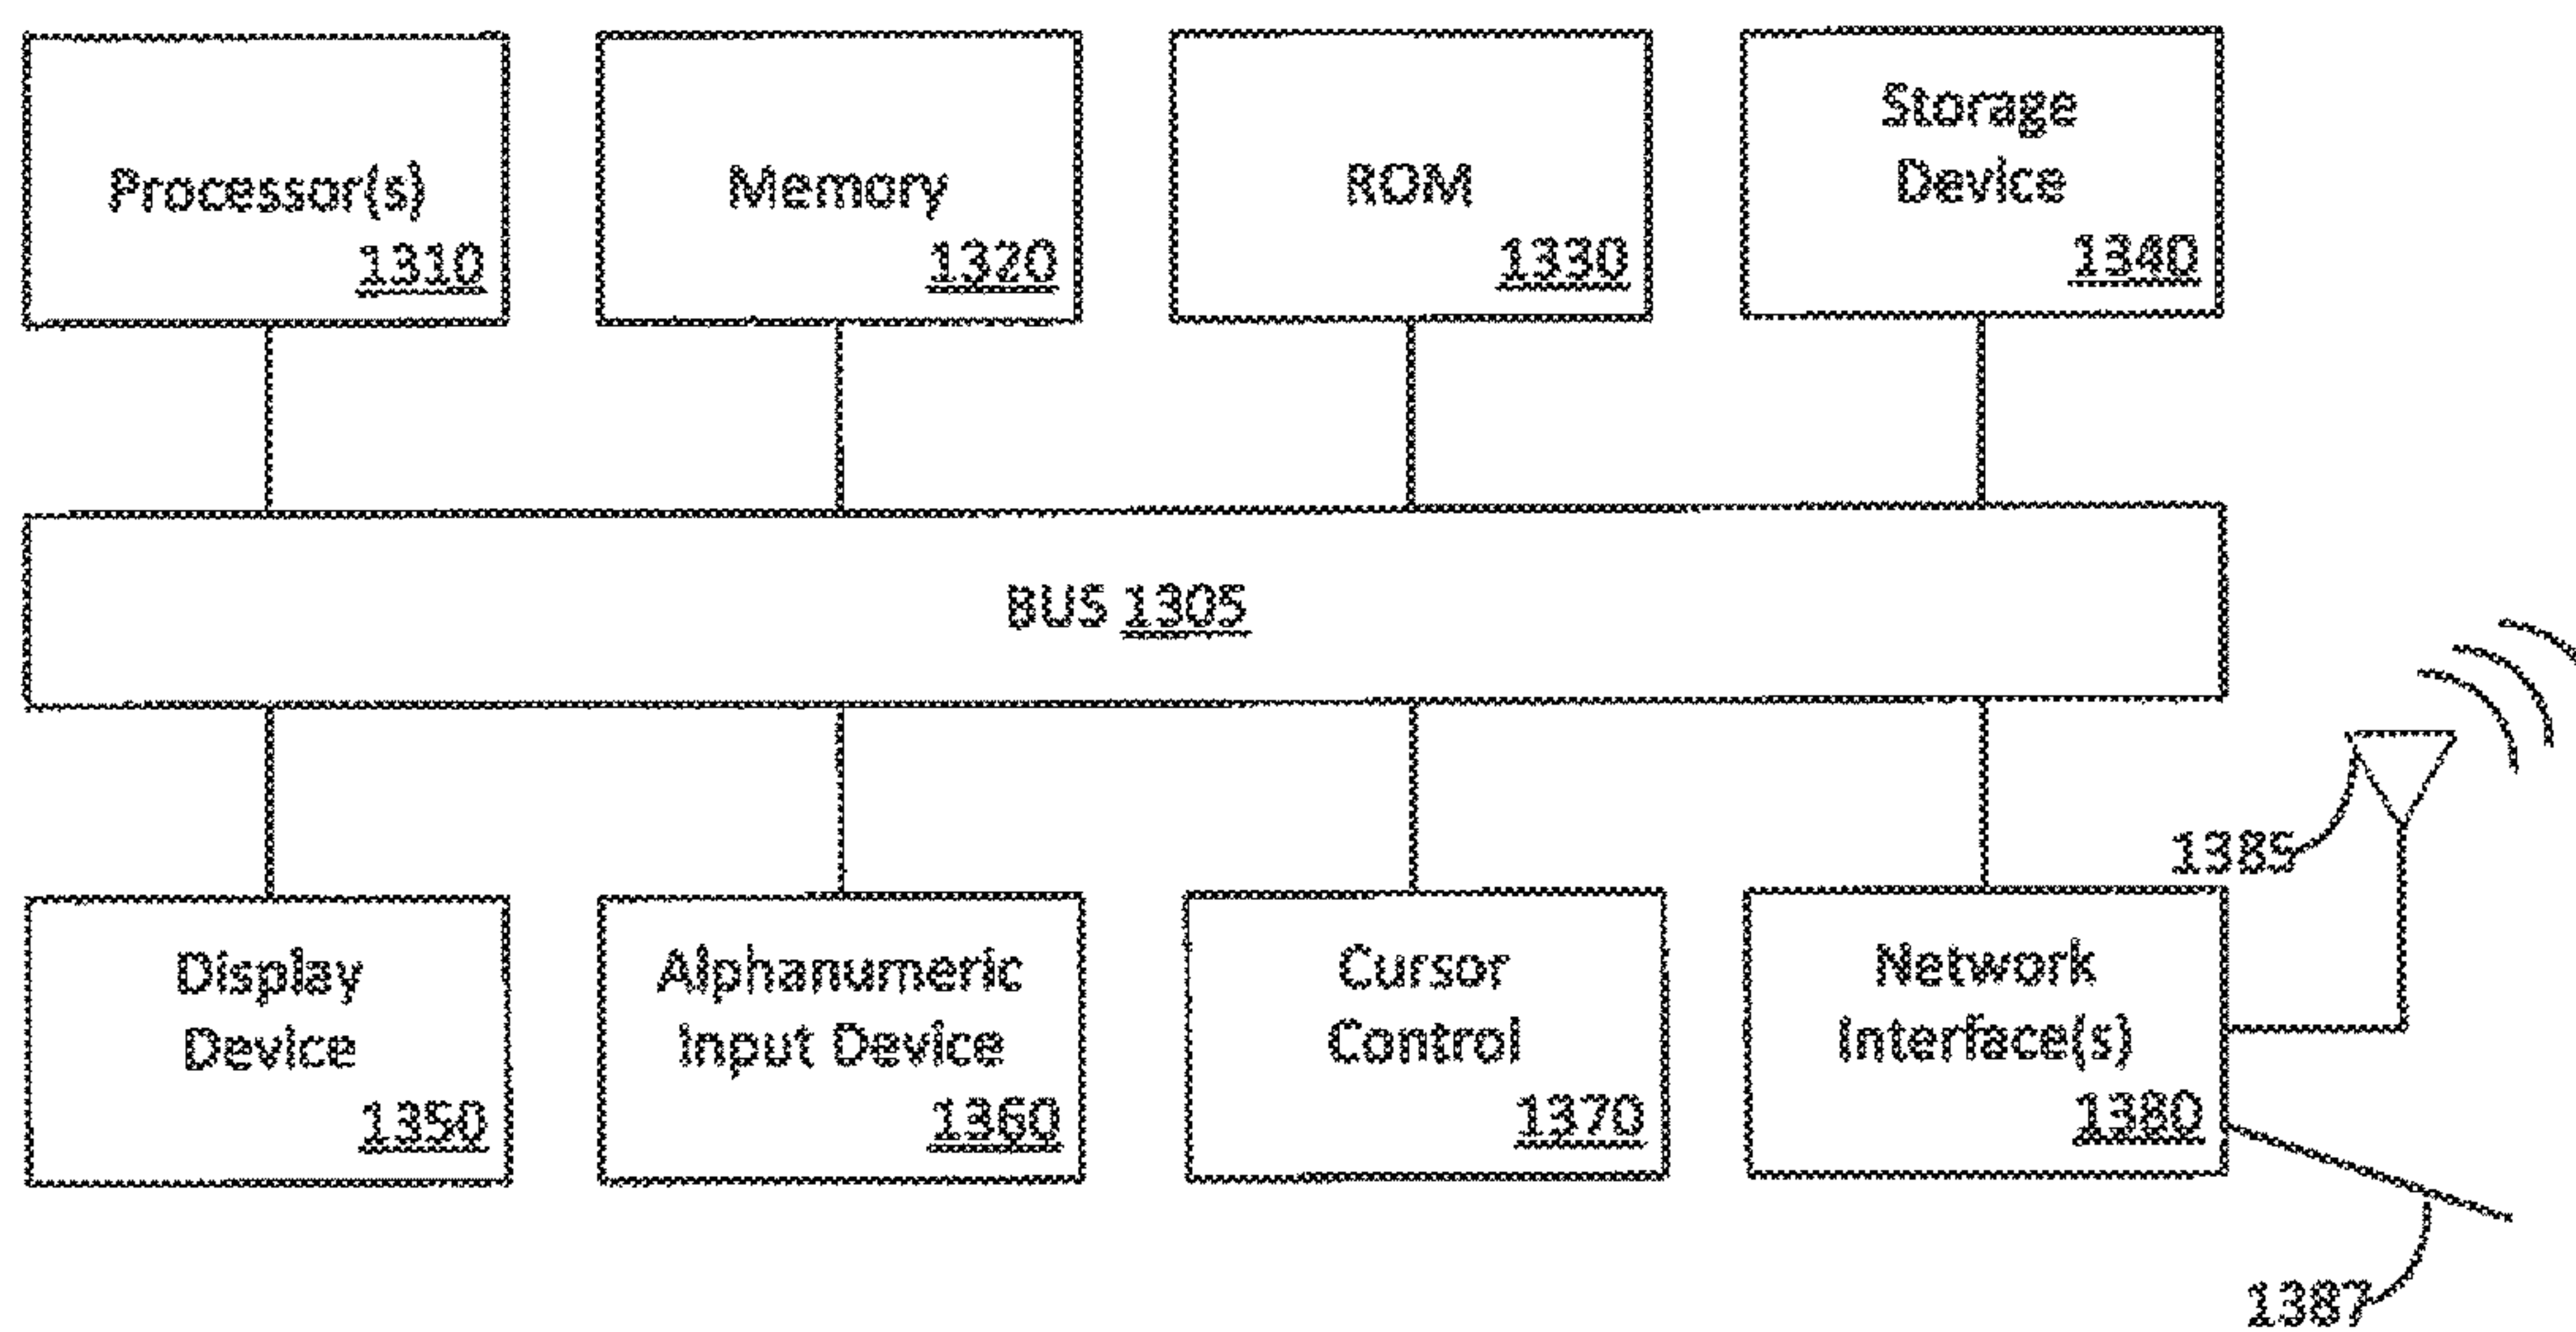 Processor(s)
1310
Memory
1320
ROM
1330
Storage
Device
1340
BUS 1305
1385
Display
Device
1350
Alphanumeric
Input Device
1360
Cursor
Control
1370
Network
Interface(s)
1380
1387